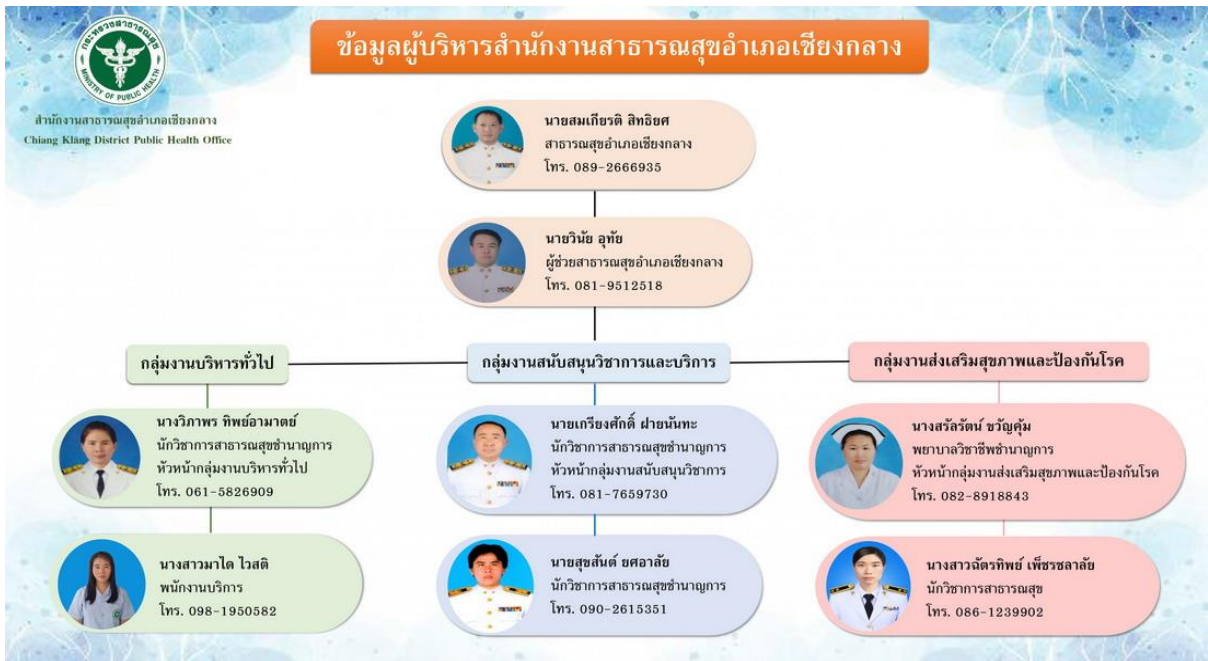 กระทรวงสาธารณสุข
MINISTRY OF PUBLIC HEALTH
สำนักงานสาธารณสุขอำเภอเชียงกลาง
Chiang Klang District Public Health Office
ข้อมูลผู้บริหารสำนักงานสาธารณสุขอำเภอเชียงกลาง
นายสมเกียรติ สิทธิยศ
สาธารณสุขอำเภอเชียงกลาง
โทร. 089-2666935
นายวินัย อุทัย
ผู้ช่วยสาธารณสุขอำเภอเชียงกลาง
โทร. 081-9512518
กลุ่มงานบริหารทั่วไป
นางวิภาพร ทิพย์อามาตย์
นักวิชาการสาธารณสุขชำนาญการ
หัวหน้ากลุ่มงานบริหารทั่วไป
โทร. 061-5826909
นางสาวมาได ไวสติ
พนักงานบริการ
โทร. 098-1950582
กลุ่มงานสนับสนุนวิชาการและบริการ
นายเกรียงศักดิ์ ฝายนันทะ
นักวิชาการสาธารณสุขชำนาญการ
หัวหน้ากลุ่มงานสนับสนุนวิชาการ
โทร. 081-7659730
นายสุขสันต์ ยศอาลัย
นักวิชาการสาธารณสุขชำนาญการ
โทร. 090-2615351
กลุ่มงานส่งเสริมสุขภาพและป้องกันโรค
นางสรัลรัตน์ ขวัญคุ้ม
พยาบาลวิชาชีพชำนาญการ
หัวหน้ากลุ่มงานส่งเสริมสุขภาพและป้องกันโรค
โทร. 082-8918843
นางสาวฉัตรทิพย์ เพ็ชรชลาลัย
นักวิชาการสาธารณสุข
โทร. 086-1239902